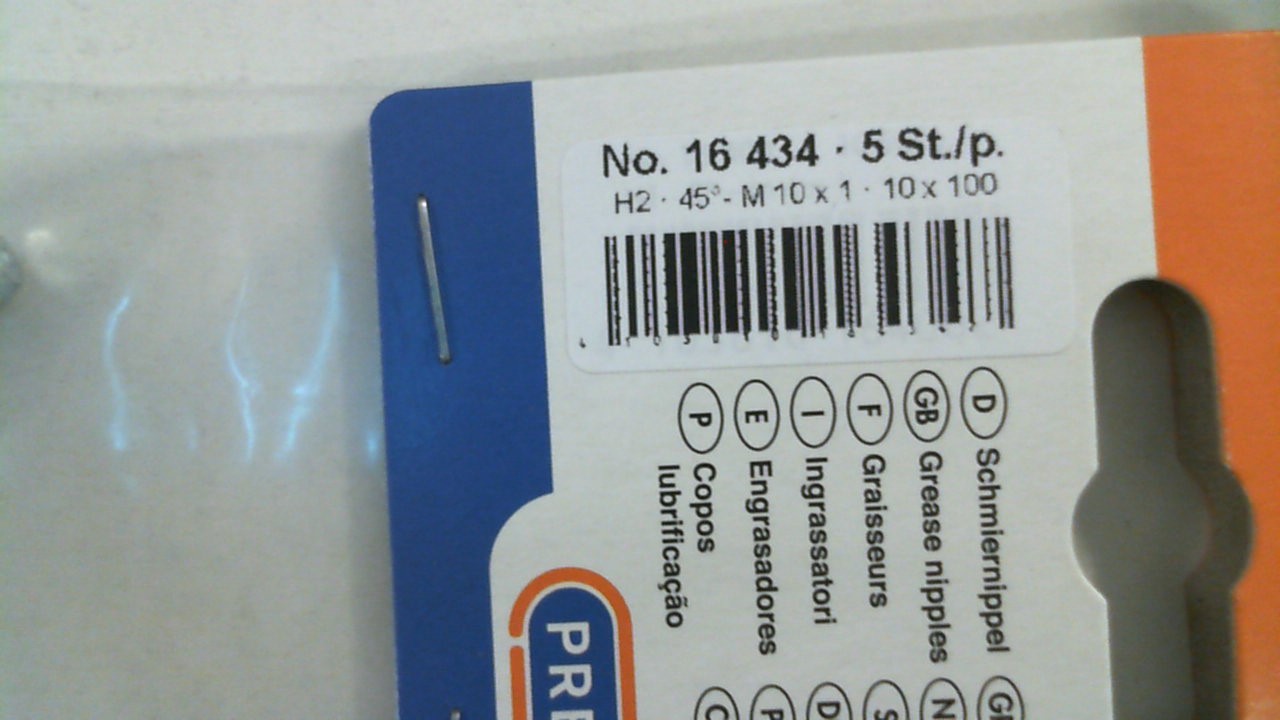 No. 16 434 · 5 St./p.
H2 · 45°- M 10 x 1 · 10 x 100
D Schmiernippel
GB Grease nipples
F Graisseurs
I Ingrassatori
E Engrasadores
P Copos
lubrificação